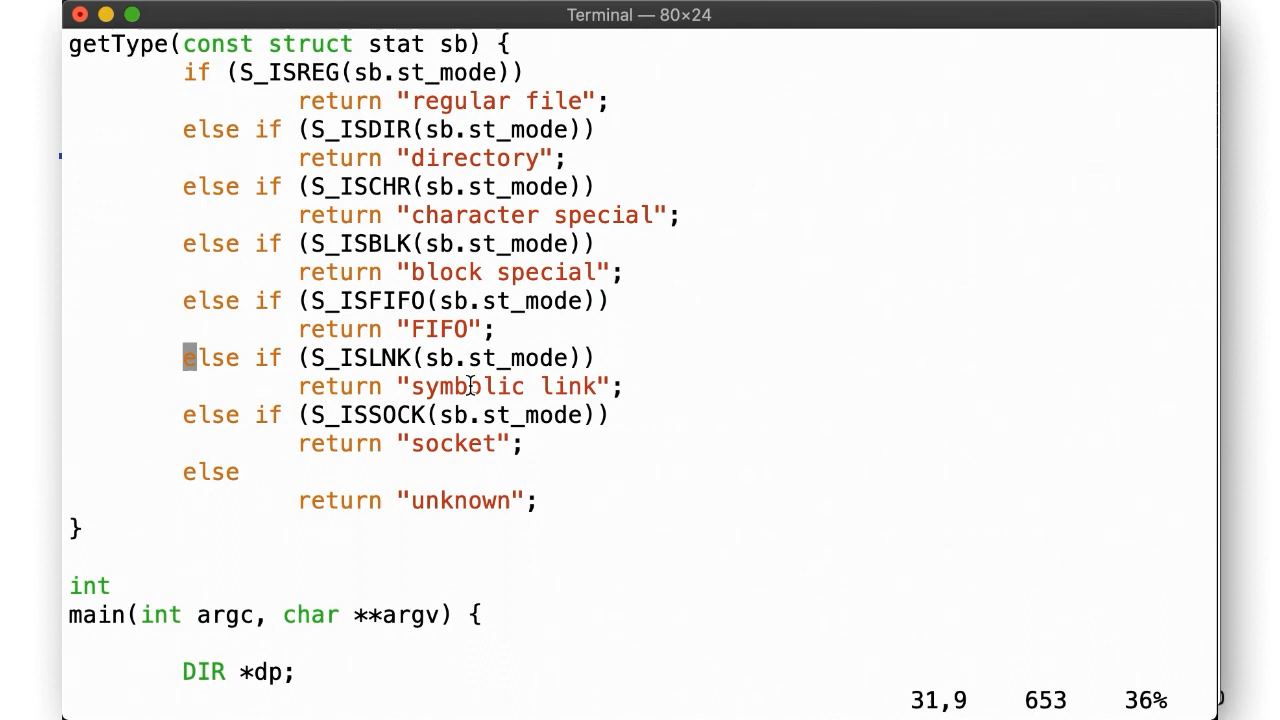 Terminal — 80×24
getType(const struct stat sb) {
if (S_ISREG(sb.st_mode))
return "regular file";
else if (S_ISDIR(sb.st_mode))
return "directory";
else if (S_ISCHR(sb.st_mode))
return "character special";
else if (S_ISBLK(sb.st_mode))
return "block special";
else if (S_ISFIFO(sb.st_mode))
return "FIFO";
else if (S_ISLNK(sb.st_mode))
return "symbolic link";
else if (S_ISSOCK(sb.st_mode))
return "socket";
else
return "unknown";
}
int
main(int argc, char **argv) {
DIR *dp;
31,9 653 36%